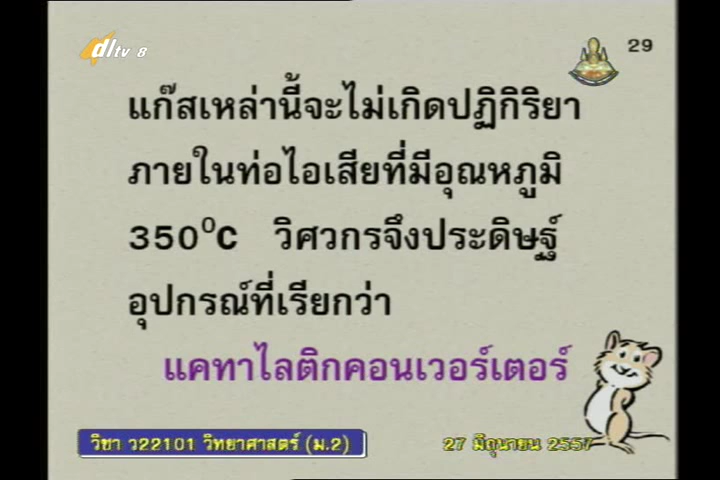 dltv 8
29
แก๊สเหล่านี้จะไม่เกิดปฏิกิริยา
ภายในท่อไอเสียที่มีอุณหภูมิ
350⁰C วิศวกรจึงประดิษฐ์
อุปกรณ์ที่เรียกว่า
แคทาไลติกคอนเวอร์เตอร์
วิชา ว22101 วิทยาศาสตร์ (ม.2)
27 มิถุนายน 2557